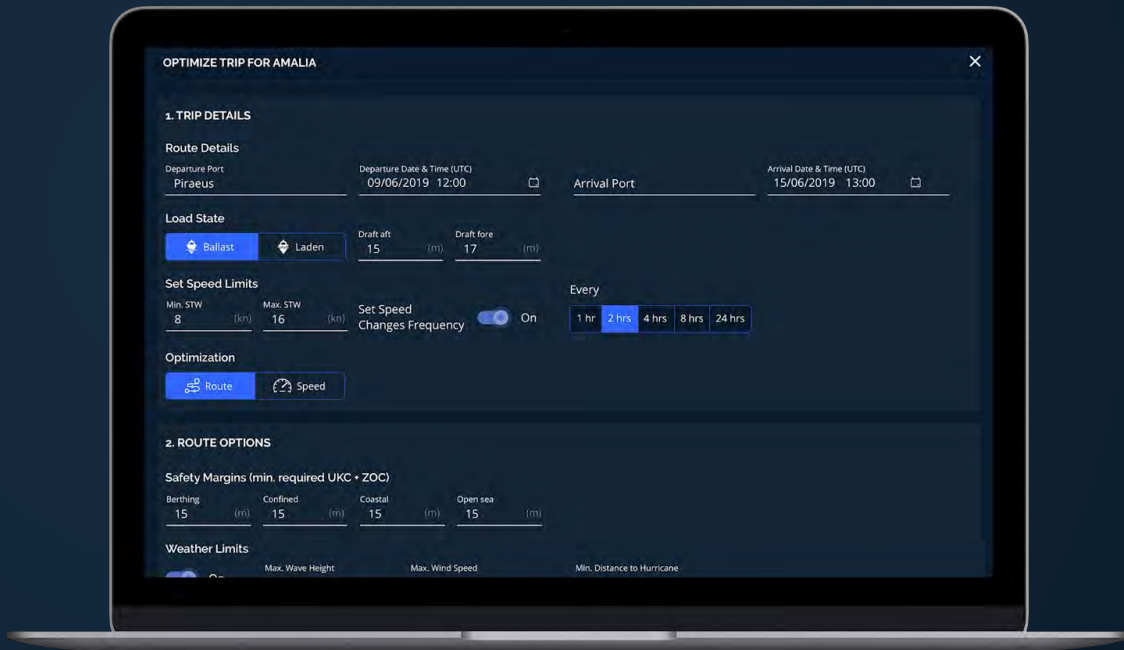 OPTIMIZE TRIP FOR AMALIA
1. TRIP DETAILS
Route Details
Departure Port
Piraeus
Departure Date & Time (UTC)
09/06/2019 12:00
Arrival Port
Arrival Date & Time (UTC)
15/06/2019 13:00
Load State
Ballast
Laden
Draft aft
15 (m)
Draft fore
17 (m)
Set Speed Limits
Min. STW
8 (kn)
Max. STW
16 (kn)
Set Speed
Changes Frequency
On
Every
1 hr 2 hrs 4 hrs 8 hrs 24 hrs
Optimization
Route
Speed
2. ROUTE OPTIONS
Safety Margins (min. required UKC + ZOC)
Berthing
15 (m)
Confined
15 (m)
Coastal
15 (m)
Open sea
15 (m)
Weather Limits
On
Max. Wave Height
Max. Wind Speed
Min. Distance to Hurricane